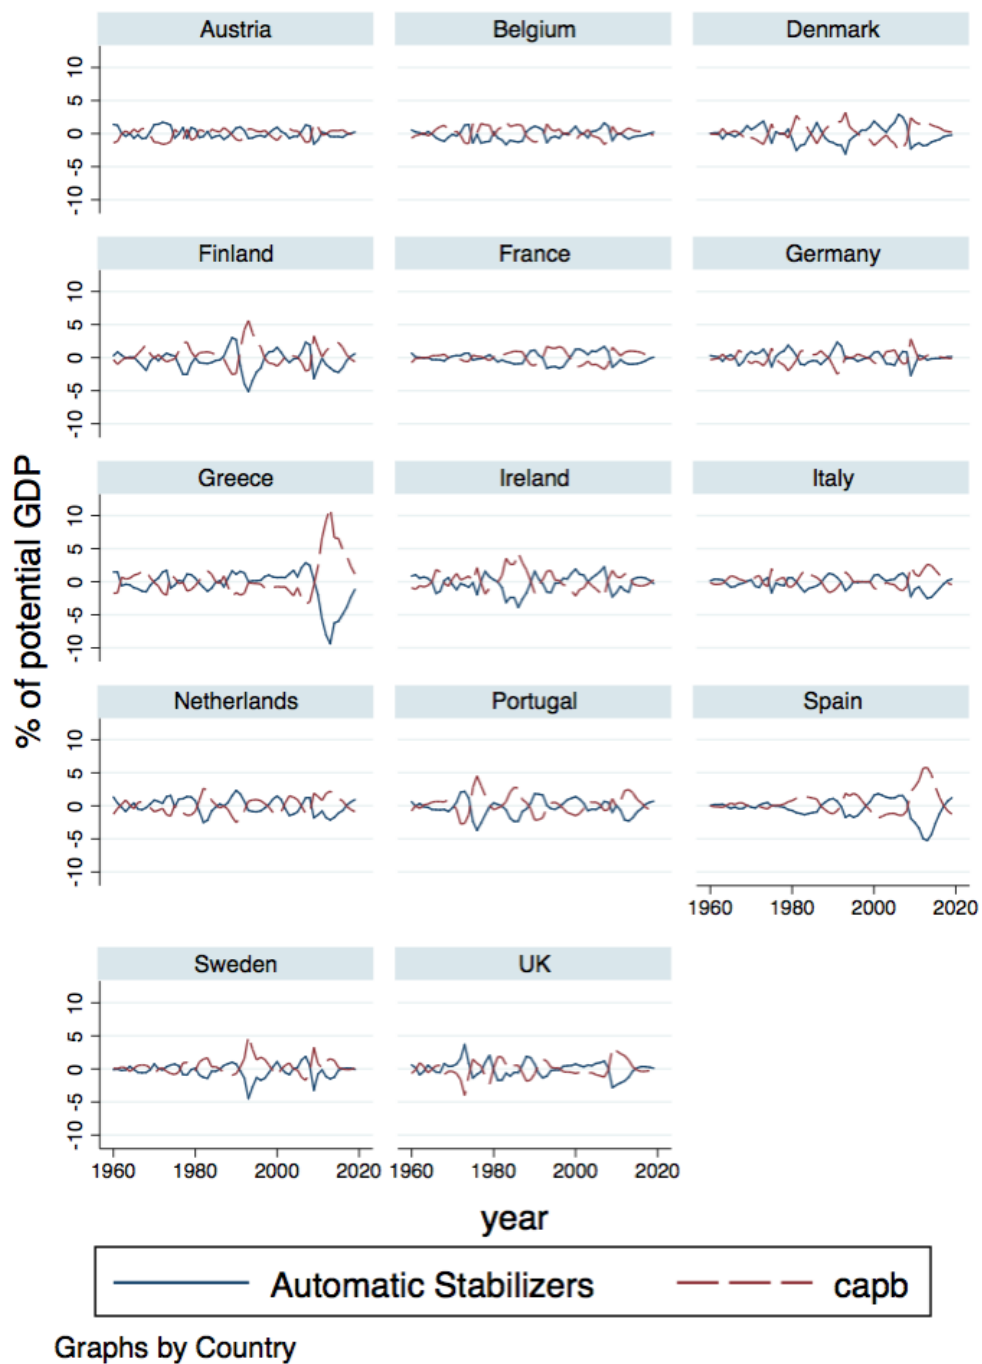 Austria Belgium Denmark
10
5
0
-5
-10
Finland France Germany
10
5
0
-5
-10
Greece Ireland Italy
10
5
0
-5
-10
Netherlands Portugal Spain
10
5
0
-5
-10
1960 1980 2000 2020
Sweden UK
10
5
0
-5
-10
1960 1980 2000 2020 1960 1980 2000 2020
% of potential GDP
year
Automatic Stabilizers capb
Graphs by Country